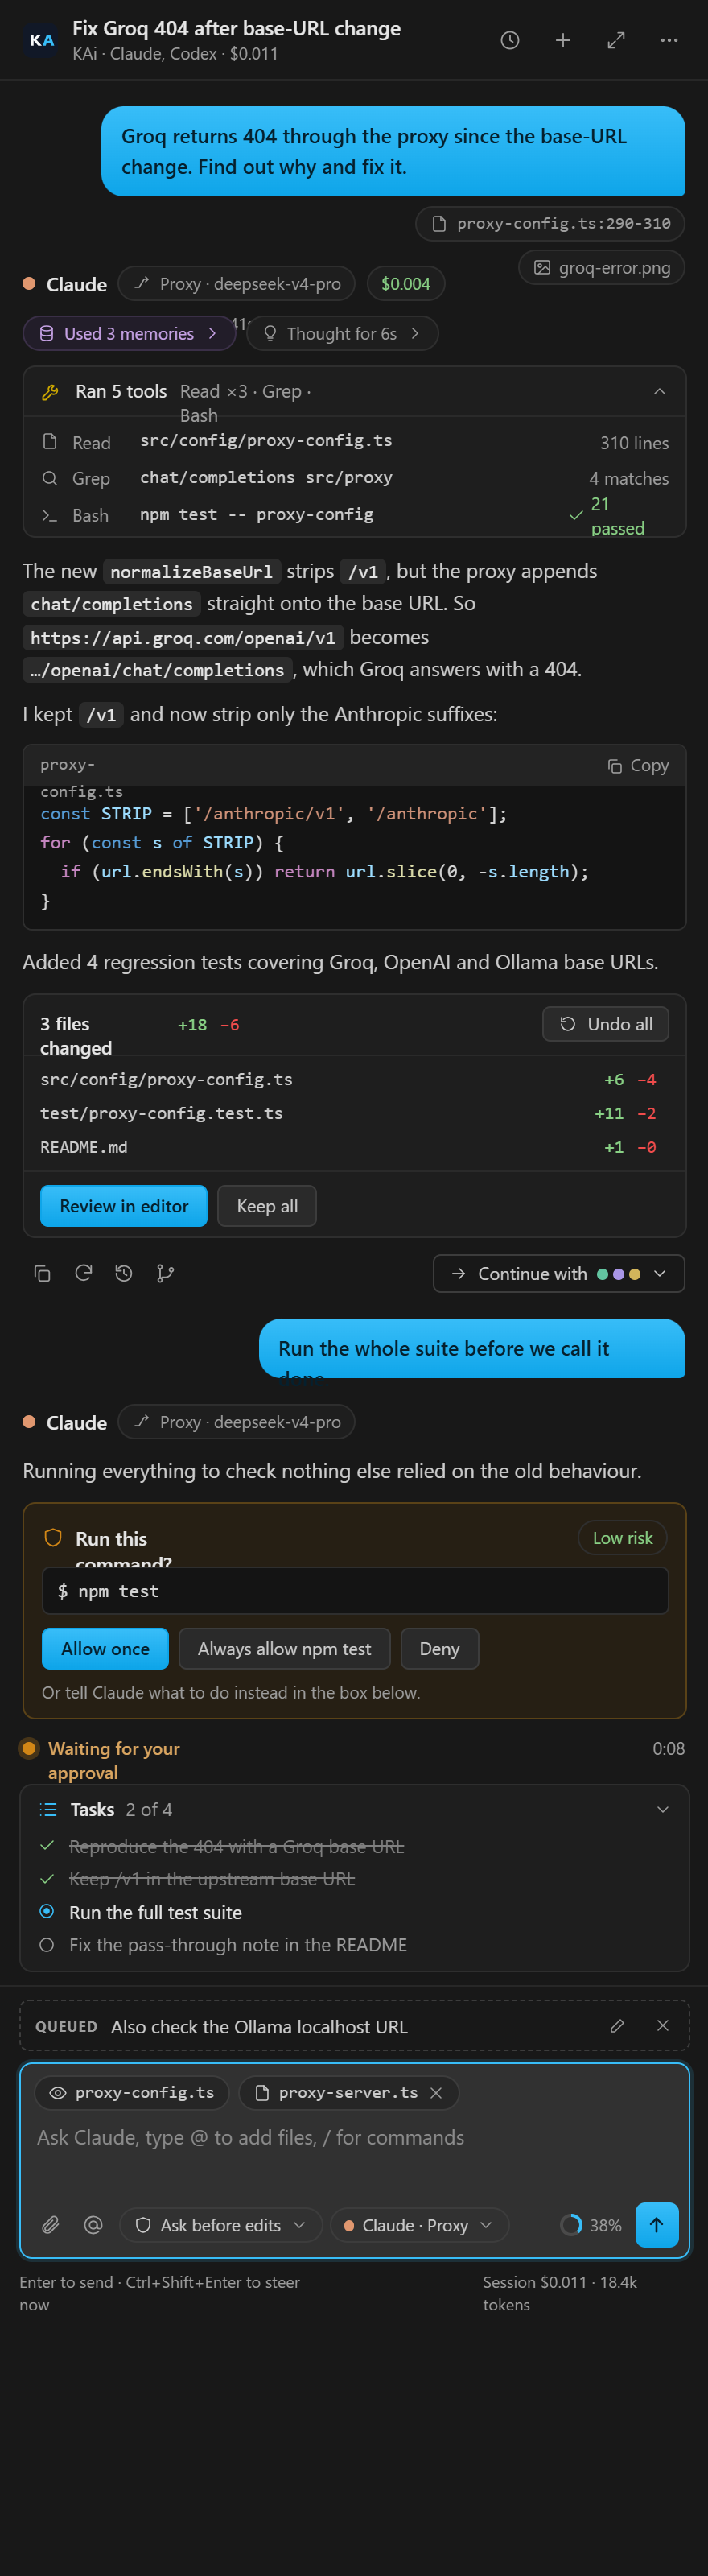 KA
Fix Groq 404 after base-URL change
KAi · Claude, Codex · $0.011
Groq returns 404 through the proxy since the base-URL
change. Find out why and fix it.
proxy-config.ts:290-310
groq-error.png
Claude
Proxy · deepseek-v4-pro
$0.004
Used 3 memories
Thought for 6s
Ran 5 tools
Read ×3 · Grep ·
Bash
Read src/config/proxy-config.ts 310 lines
Grep chat/completions src/proxy 4 matches
Bash npm test -- proxy-config 21
passed
The new normalizeBaseUrl strips /v1, but the proxy appends
chat/completions straight onto the base URL. So
https://api.groq.com/openai/v1 becomes
…/openai/chat/completions, which Groq answers with a 404.
I kept /v1 and now strip only the Anthropic suffixes:
proxy-
config.ts
Copy
const STRIP = ['/anthropic/v1', '/anthropic'];
for (const s of STRIP) {
if (url.endsWith(s)) return url.slice(0, -s.length);
}
Added 4 regression tests covering Groq, OpenAI and Ollama base URLs.
3 files
changed
+18 −6
Undo all
src/config/proxy-config.ts +6 −4
test/proxy-config.test.ts +11 −2
README.md +1 −0
Review in editor
Keep all
Continue with
Run the whole suite before we call it
done
Claude
Proxy · deepseek-v4-pro
Running everything to check nothing else relied on the old behaviour.
Run this
command?
Low risk
$ npm test
Allow once
Always allow npm test
Deny
Or tell Claude what to do instead in the box below.
Waiting for your
approval
0:08
Tasks 2 of 4
Reproduce the 404 with a Groq base URL
Keep /v1 in the upstream base URL
Run the full test suite
Fix the pass-through note in the README
QUEUED Also check the Ollama localhost URL
proxy-config.ts
proxy-server.ts
Ask Claude, type @ to add files, / for commands
Ask before edits
Claude · Proxy
38%
Enter to send · Ctrl+Shift+Enter to steer
now
Session $0.011 · 18.4k
tokens